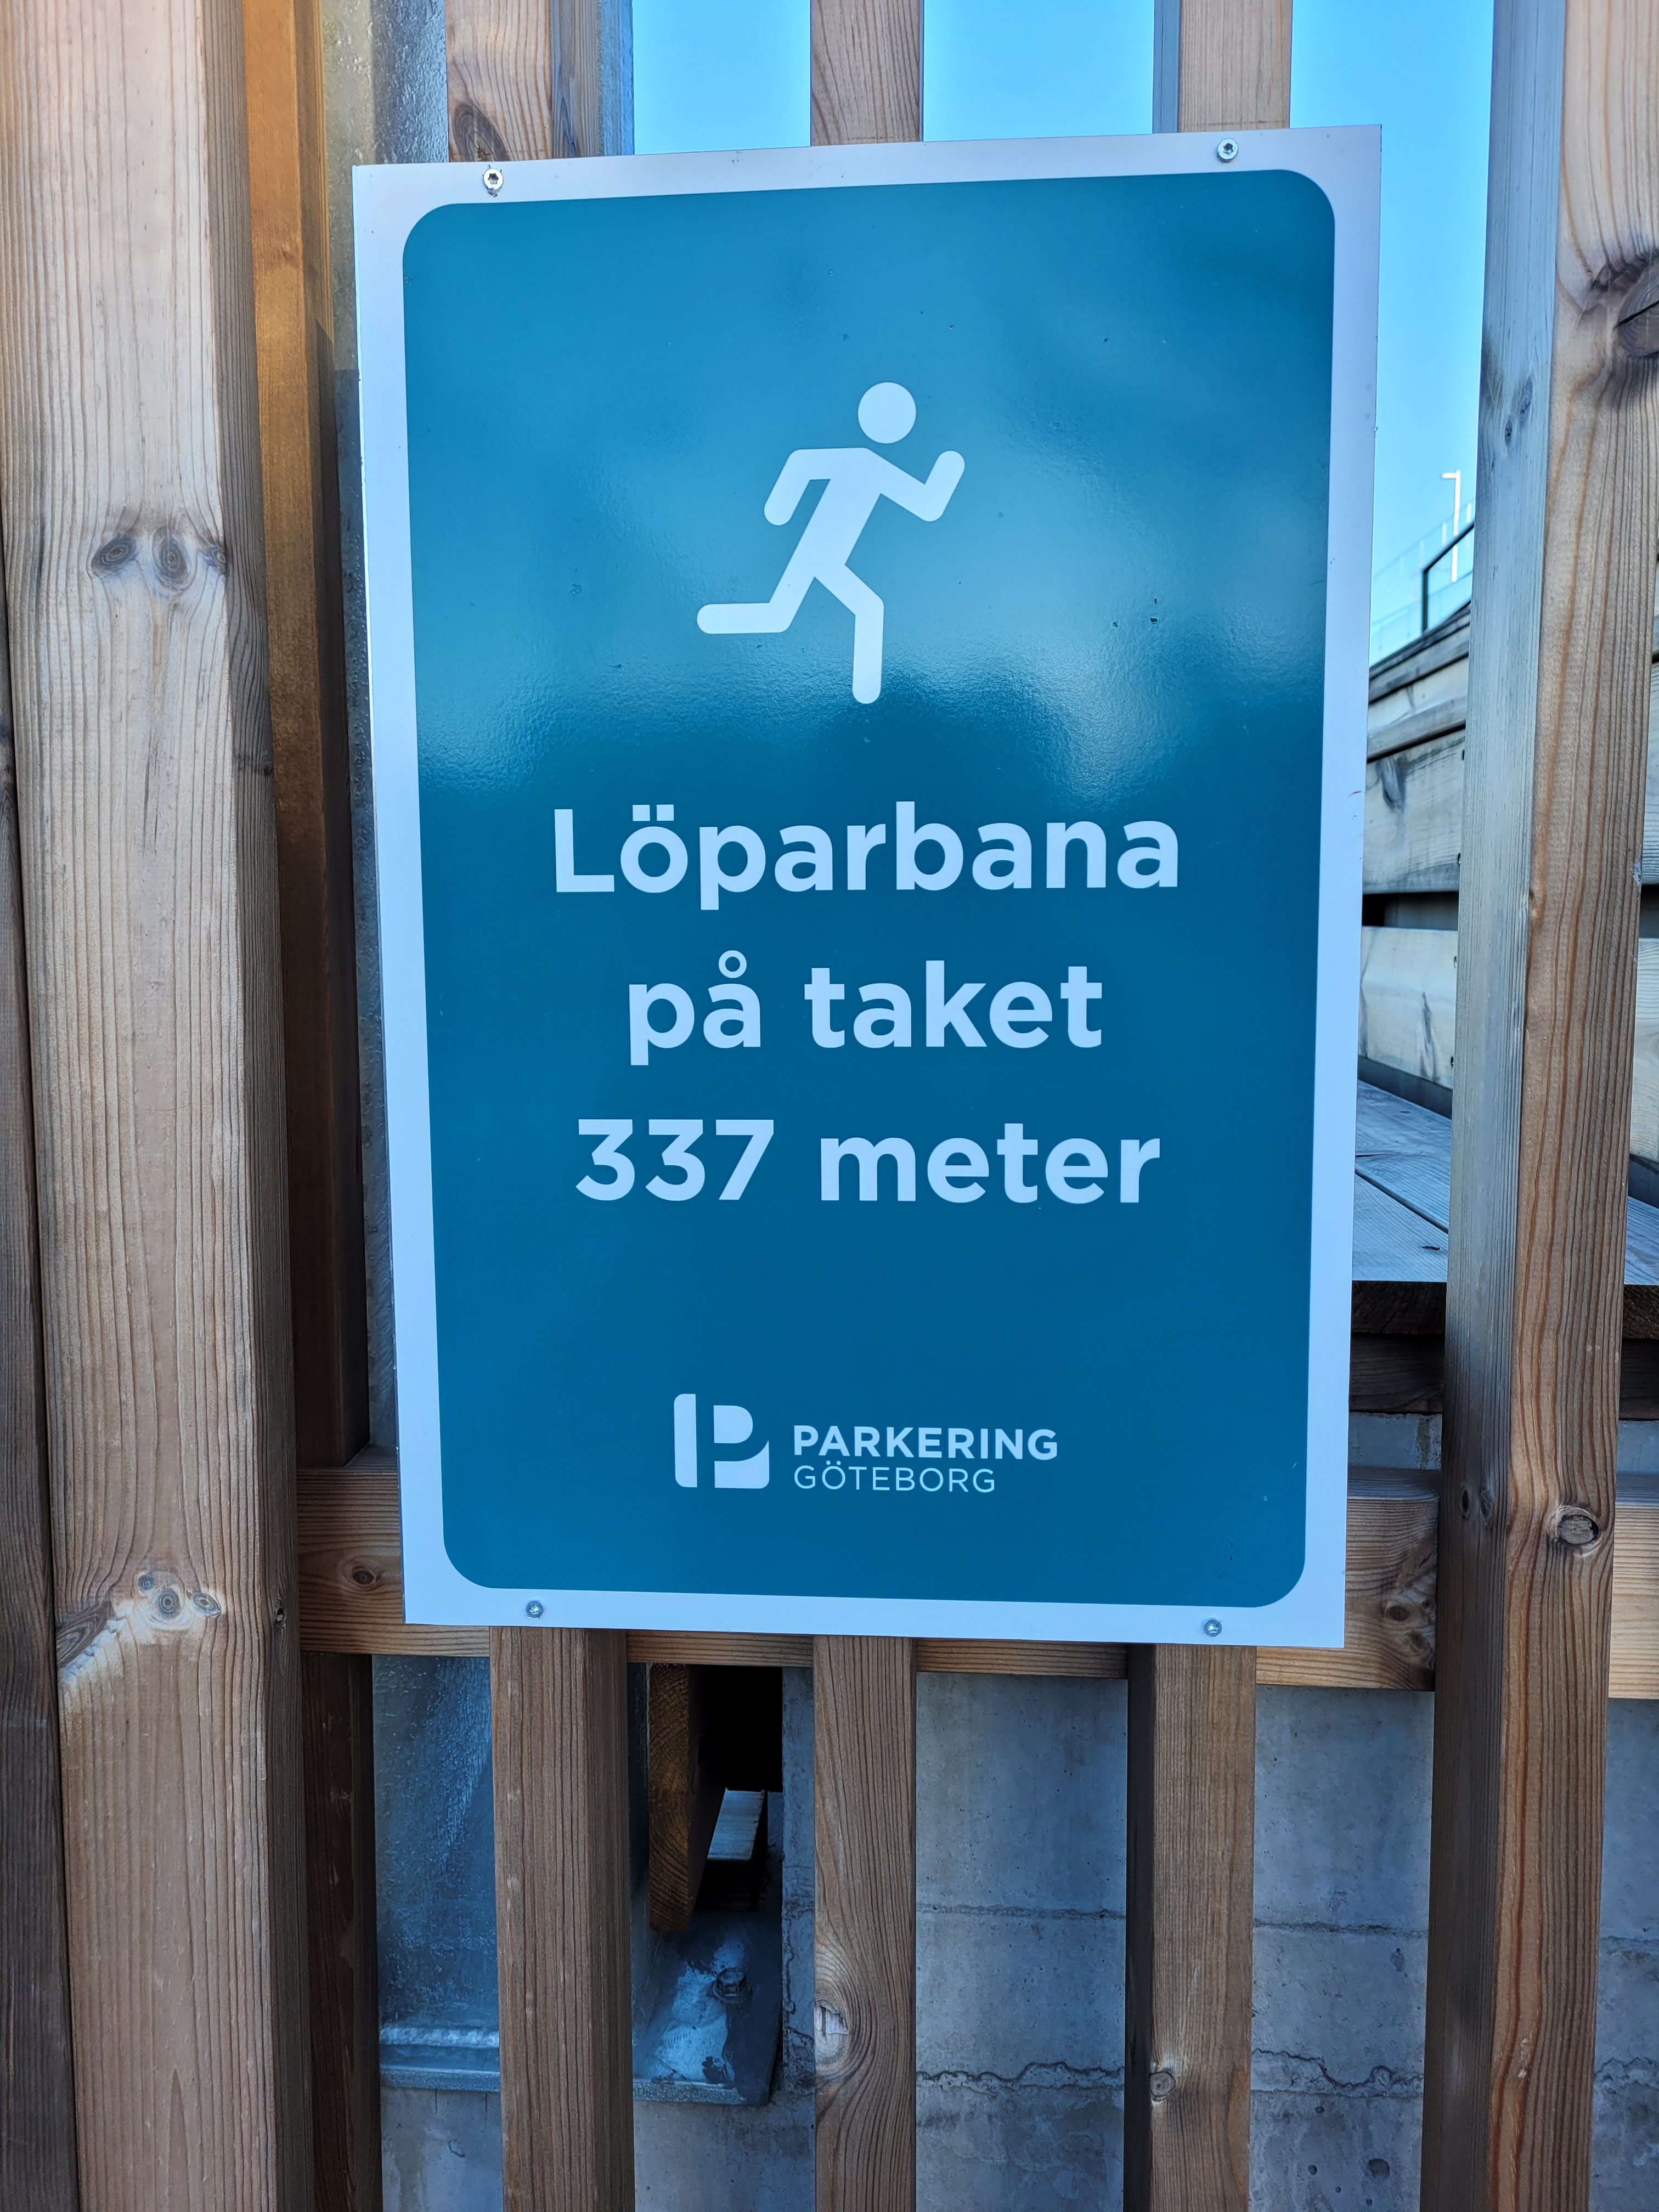 Löparbana
på taket
337 meter
PARKERING
GÖTEBORG